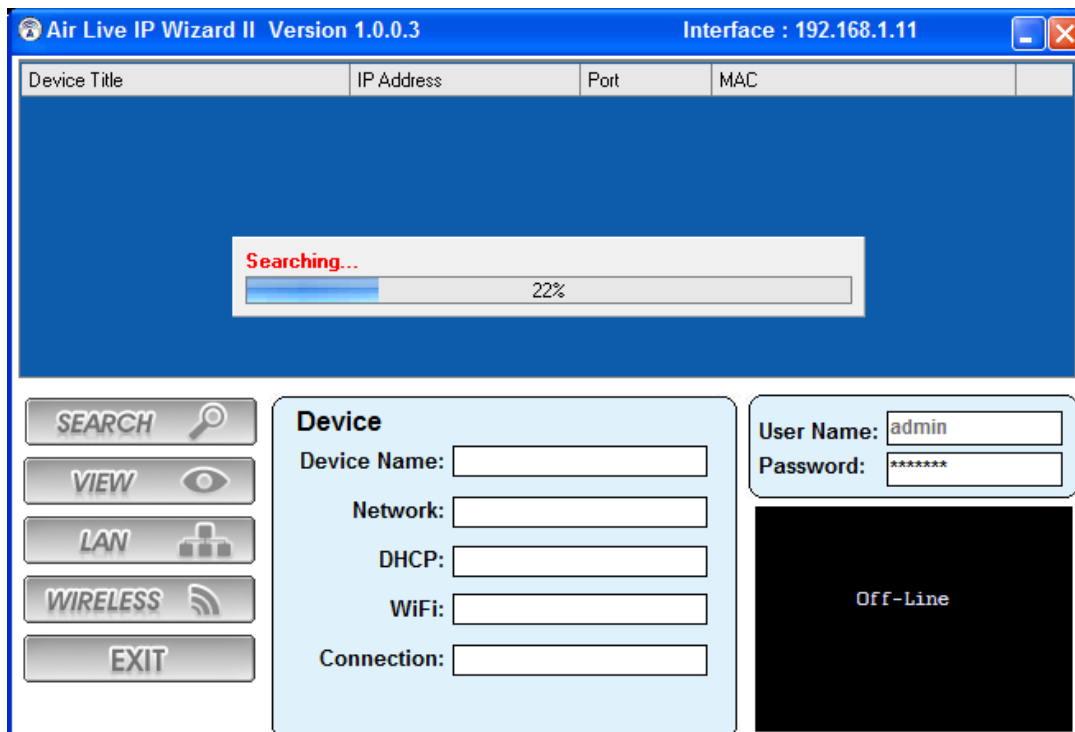 Air Live IP Wizard II Version 1.0.0.3 Interface : 192.168.1.11
Device Title IP Address Port MAC
Searching...
22%
SEARCH
VIEW
LAN
WIRELESS
EXIT
Device
Device Name:
Network:
DHCP:
WiFi:
Connection:
User Name: admin
Password: *******
Off-Line